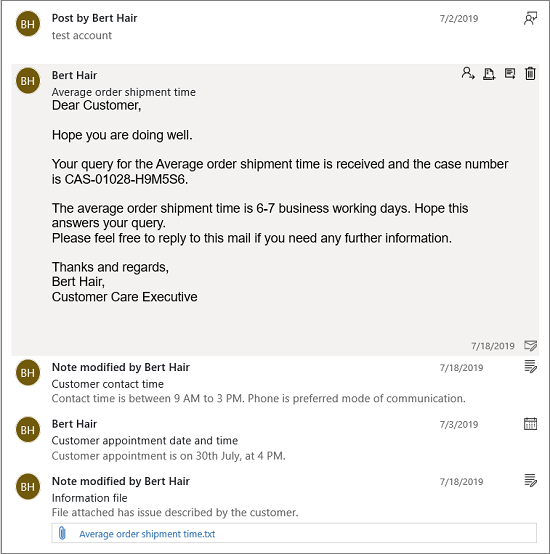 BH
Post by Bert Hair 7/2/2019
test account
BH
Bert Hair
Average order shipment time
Dear Customer,
Hope you are doing well.
Your query for the Average order shipment time is received and the case number
is CAS-01028-H9M5S6.
The average order shipment time is 6-7 business working days. Hope this
answers your query.
Please feel free to reply to this mail if you need any further information.
Thanks and regards,
Bert Hair,
Customer Care Executive
7/18/2019
BH
Note modified by Bert Hair 7/18/2019
Customer contact time
Contact time is between 9 AM to 3 PM. Phone is preferred mode of communication.
BH
Bert Hair 7/3/2019
Customer appointment date and time
Customer appointment is on 30th July, at 4 PM.
BH
Note modified by Bert Hair 7/18/2019
Information file
File attached has issue described by the customer.
Average order shipment time.txt